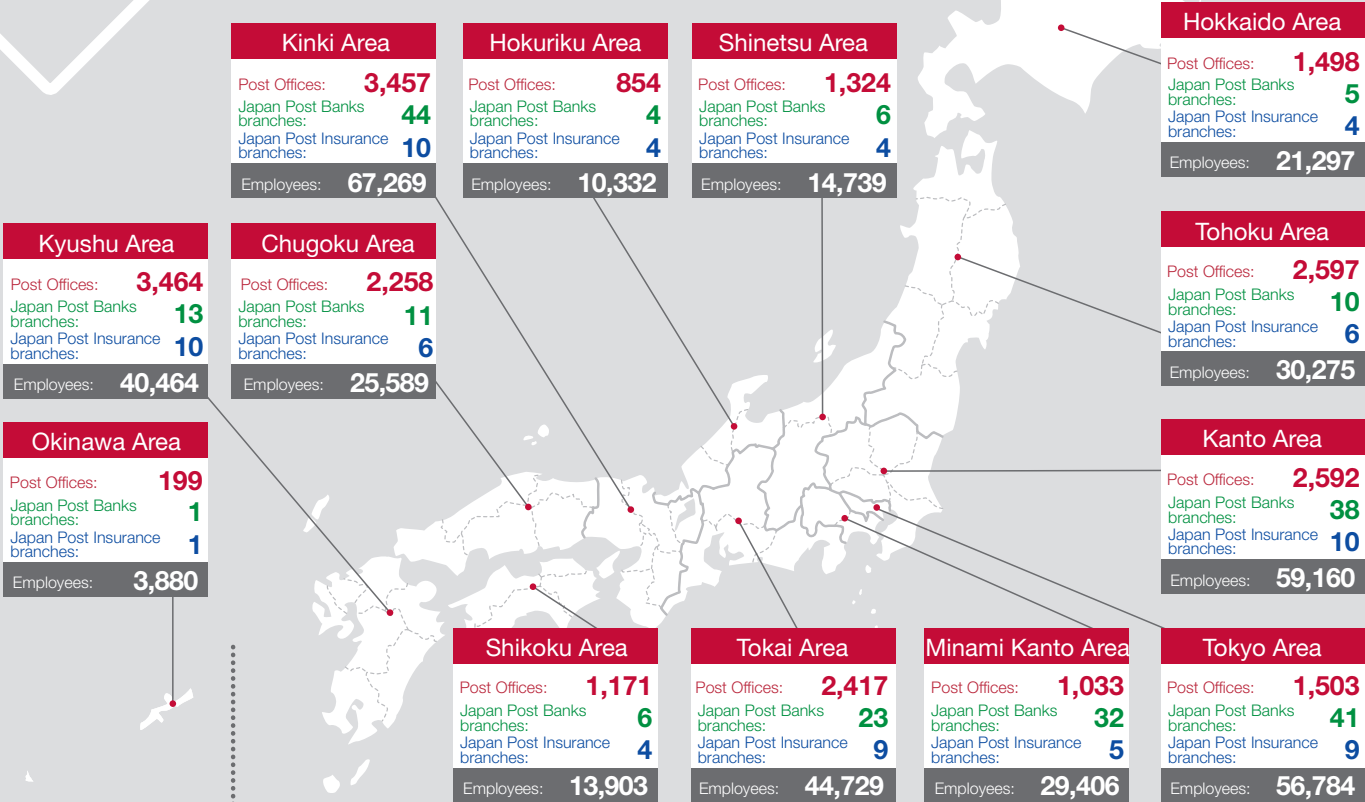 Kinki Area
Post Offices: 3,457
Japan Post Banks
branches: 44
Japan Post Insurance
branches: 10
Employees: 67,269
Hokuriku Area
Post Offices: 854
Japan Post Banks
branches: 4
Japan Post Insurance
branches: 4
Employees: 10,332
Shinetsu Area
Post Offices: 1,324
Japan Post Banks
branches: 6
Japan Post Insurance
branches: 4
Employees: 14,739
Hokkaido Area
Post Offices: 1,498
Japan Post Banks
branches: 5
Japan Post Insurance
branches: 4
Employees: 21,297
Kyushu Area
Post Offices: 3,464
Japan Post Banks
branches: 13
Japan Post Insurance
branches: 10
Employees: 40,464
Chugoku Area
Post Offices: 2,258
Japan Post Banks
branches: 11
Japan Post Insurance
branches: 6
Employees: 25,589
Tohoku Area
Post Offices: 2,597
Japan Post Banks
branches: 10
Japan Post Insurance
branches: 6
Employees: 30,275
Okinawa Area
Post Offices: 199
Japan Post Banks
branches: 1
Japan Post Insurance
branches: 1
Employees: 3,880
Kanto Area
Post Offices: 2,592
Japan Post Banks
branches: 38
Japan Post Insurance
branches: 10
Employees: 59,160
Shikoku Area
Post Offices: 1,171
Japan Post Banks
branches: 6
Japan Post Insurance
branches: 4
Employees: 13,903
Tokai Area
Post Offices: 2,417
Japan Post Banks
branches: 23
Japan Post Insurance
branches: 9
Employees: 44,729
Minami Kanto Area
Post Offices: 1,033
Japan Post Banks
branches: 32
Japan Post Insurance
branches: 5
Employees: 29,406
Tokyo Area
Post Offices: 1,503
Japan Post Banks
branches: 41
Japan Post Insurance
branches: 9
Employees: 56,784